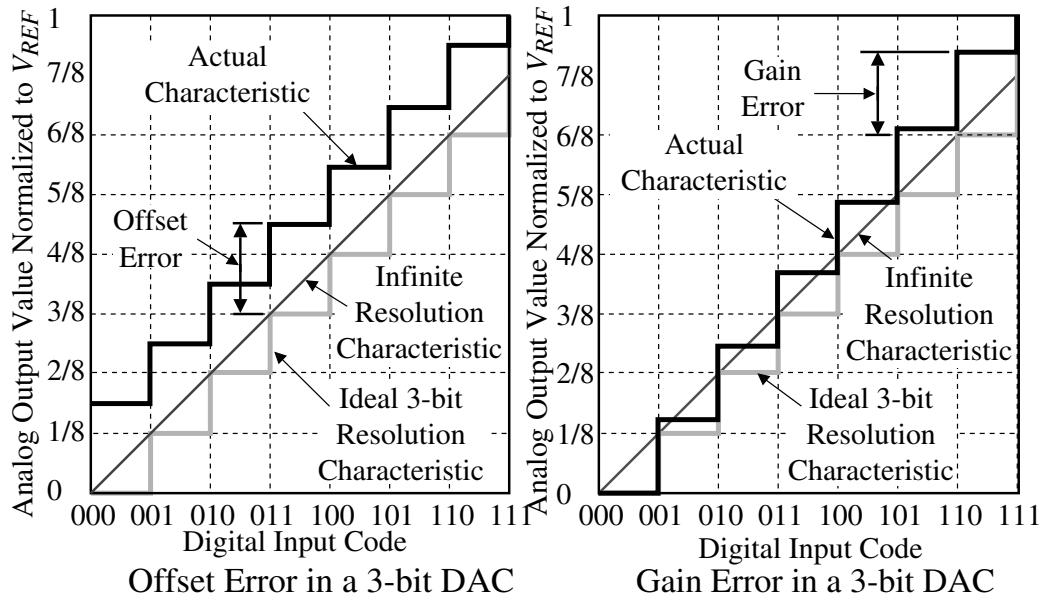 Analog Output Value Normalized to VREF
1
7/8
6/8
5/8
4/8
3/8
2/8
1/8
0
Actual
Characteristic
Offset
Error
Infinite
Resolution
Characteristic
Ideal 3-bit
Resolution
Characteristic
000 001 010 011 100 101 110 111
Digital Input Code
Offset Error in a 3-bit DAC
Analog Output Value Normalized to VREF
1
7/8
6/8
5/8
4/8
3/8
2/8
1/8
0
Gain
Error
Actual
Characteristic
Infinite
Resolution
Characteristic
Ideal 3-bit
Resolution
Characteristic
000 001 010 011 100 101 110 111
Digital Input Code
Gain Error in a 3-bit DAC